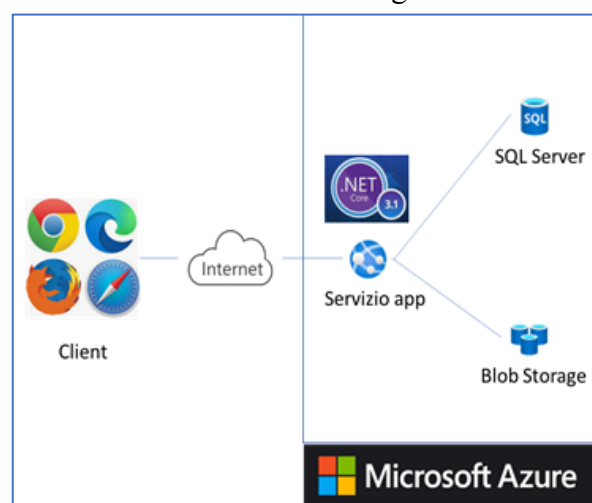 .NET
Core
3.1
SQL
SQL Server
Internet
Servizio app
Client
Blob Storage
Microsoft Azure